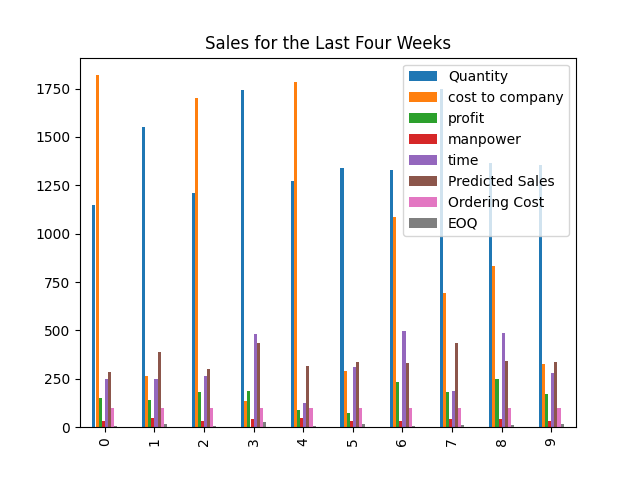 Sales for the Last Four Weeks
1750
1500
1250
1000
750
500
250
0
Quantity
cost to company
profit
manpower
time
Predicted Sales
Ordering Cost
EOQ
0 1 2 3 4 5 6 7 8 9